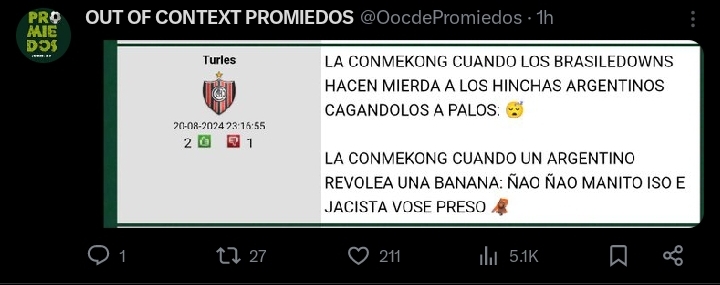 PRO
MIE
DOS
OUT OF CONTEXT PROMIEDOS @OocdePromiedos · 1h
Turles
20-08-2024 23:16:55
2 1
LA CONMEKONG CUANDO LOS BRASILEDOWNS
HACEN MIERDA A LOS HINCHAS ARGENTINOS
CAGANDOLOS A PALOS: 😴
LA CONMEKONG CUANDO UN ARGENTINO
REVOLEA UNA BANANA: ÑAO ÑAO MANITO ISO E
JACISTA VOSE PRESO 🦧
1 27 211 5.1K